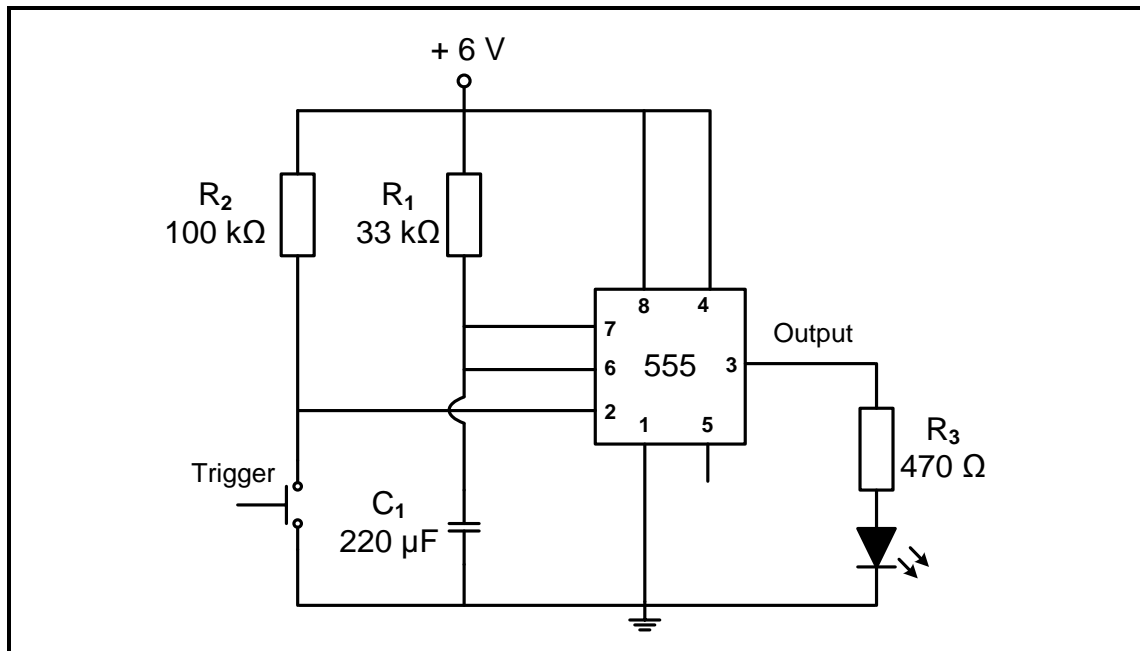 + 6 V
R2
100 kΩ
R1
33 kΩ
8
4
7
6
555
3
2
1
5
Output
Trigger
C1
220 µF
R3
470 Ω